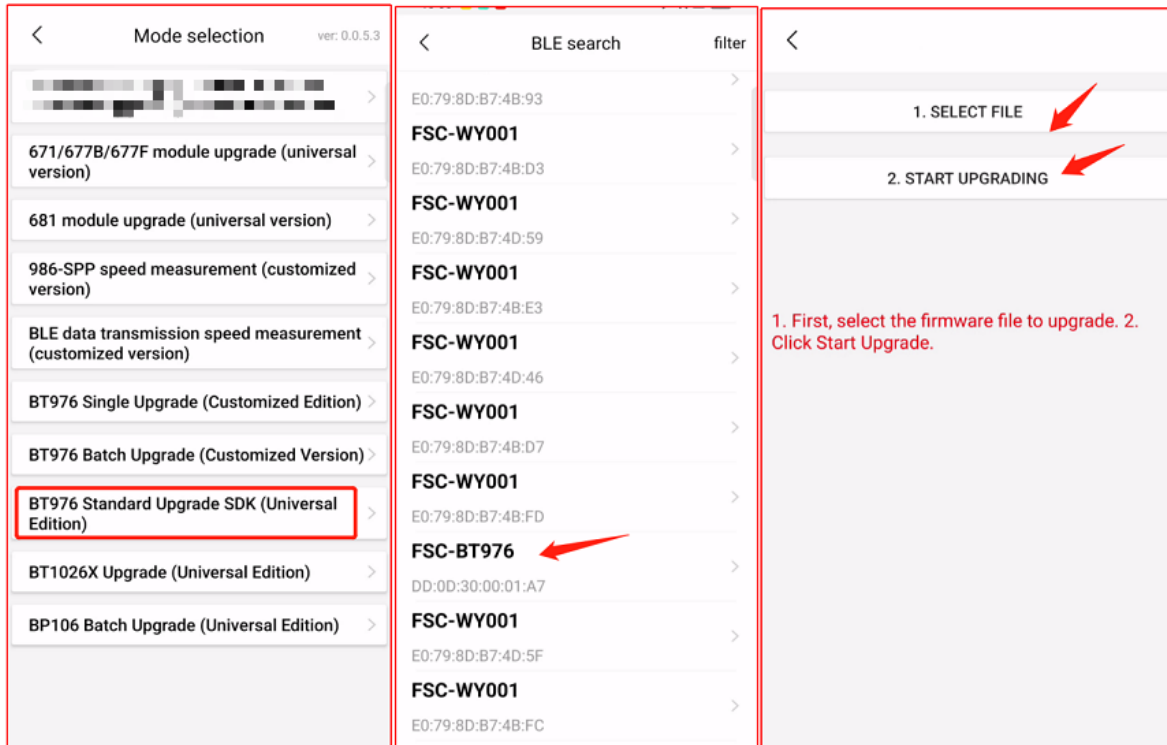 Mode selection
ver: 0.0.5.3
671/677B/677F module upgrade (universal
version)
681 module upgrade (universal version)
986-SPP speed measurement (customized
version)
BLE data transmission speed measurement
(customized version)
BT976 Single Upgrade (Customized Edition)
BT976 Batch Upgrade (Customized Version)
BT976 Standard Upgrade SDK (Universal
Edition)
BT1026X Upgrade (Universal Edition)
BP106 Batch Upgrade (Universal Edition)
BLE search
filter
E0:79:8D:B7:4B:93
FSC-WY001
E0:79:8D:B7:4B:D3
FSC-WY001
E0:79:8D:B7:4D:59
FSC-WY001
E0:79:8D:B7:4B:E3
FSC-WY001
E0:79:8D:B7:4D:46
FSC-WY001
E0:79:8D:B7:4B:D7
FSC-WY001
E0:79:8D:B7:4B:FD
FSC-BT976
DD:0D:30:00:01:A7
FSC-WY001
E0:79:8D:B7:4D:5F
FSC-WY001
E0:79:8D:B7:4B:FC
1. SELECT FILE
2. START UPGRADING
1. First, select the firmware file to upgrade. 2.
Click Start Upgrade.